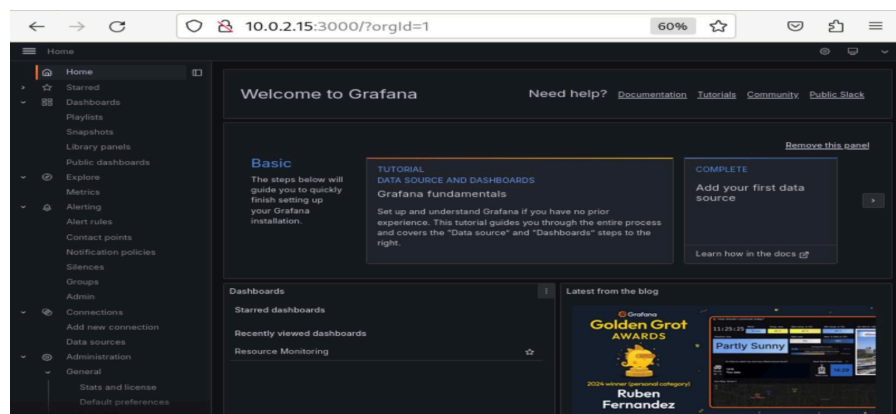 10.0.2.15:3000/?orgId=1
60%
Home
Home
Starred
Dashboards
Playlists
Snapshots
Library panels
Public dashboards
Explore
Metrics
Alerting
Alert rules
Contact points
Notification policies
Silences
Groups
Admin
Connections
Add new connection
Data sources
Administration
General
Stats and license
Default preferences
Welcome to Grafana
Need help? Documentation Tutorials Community Public Slack
Remove this panel
Basic
The steps below will
guide you to quickly
finish setting up
your Grafana
installation.
TUTORIAL
DATA SOURCE AND DASHBOARDS
Grafana fundamentals
Set up and understand Grafana if you have no prior
experience. This tutorial guides you through the entire process
and covers the "Data source" and "Dashboards" steps to the
right.
COMPLETE
Add your first data
source
Learn how in the docs
Dashboards
Starred dashboards
Recently viewed dashboards
Resource Monitoring
Latest from the blog
Grafana
Golden Grot
AWARDS
2024 winner (personal category)
Ruben
Fernandez
11:25:25
Partly Sunny